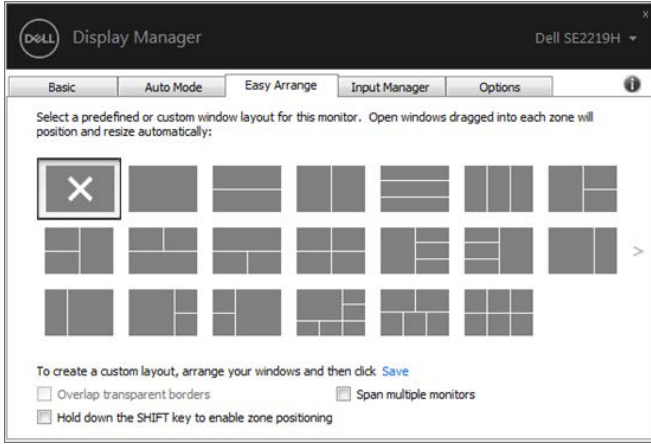 DELL Display Manager
Dell SE2219H
x
Basic
Auto Mode
Easy Arrange
Input Manager
Options
Select a predefined or custom window layout for this monitor. Open windows dragged into each zone will
position and resize automatically:
To create a custom layout, arrange your windows and then click Save
Overlap transparent borders
Span multiple monitors
Hold down the SHIFT key to enable zone positioning